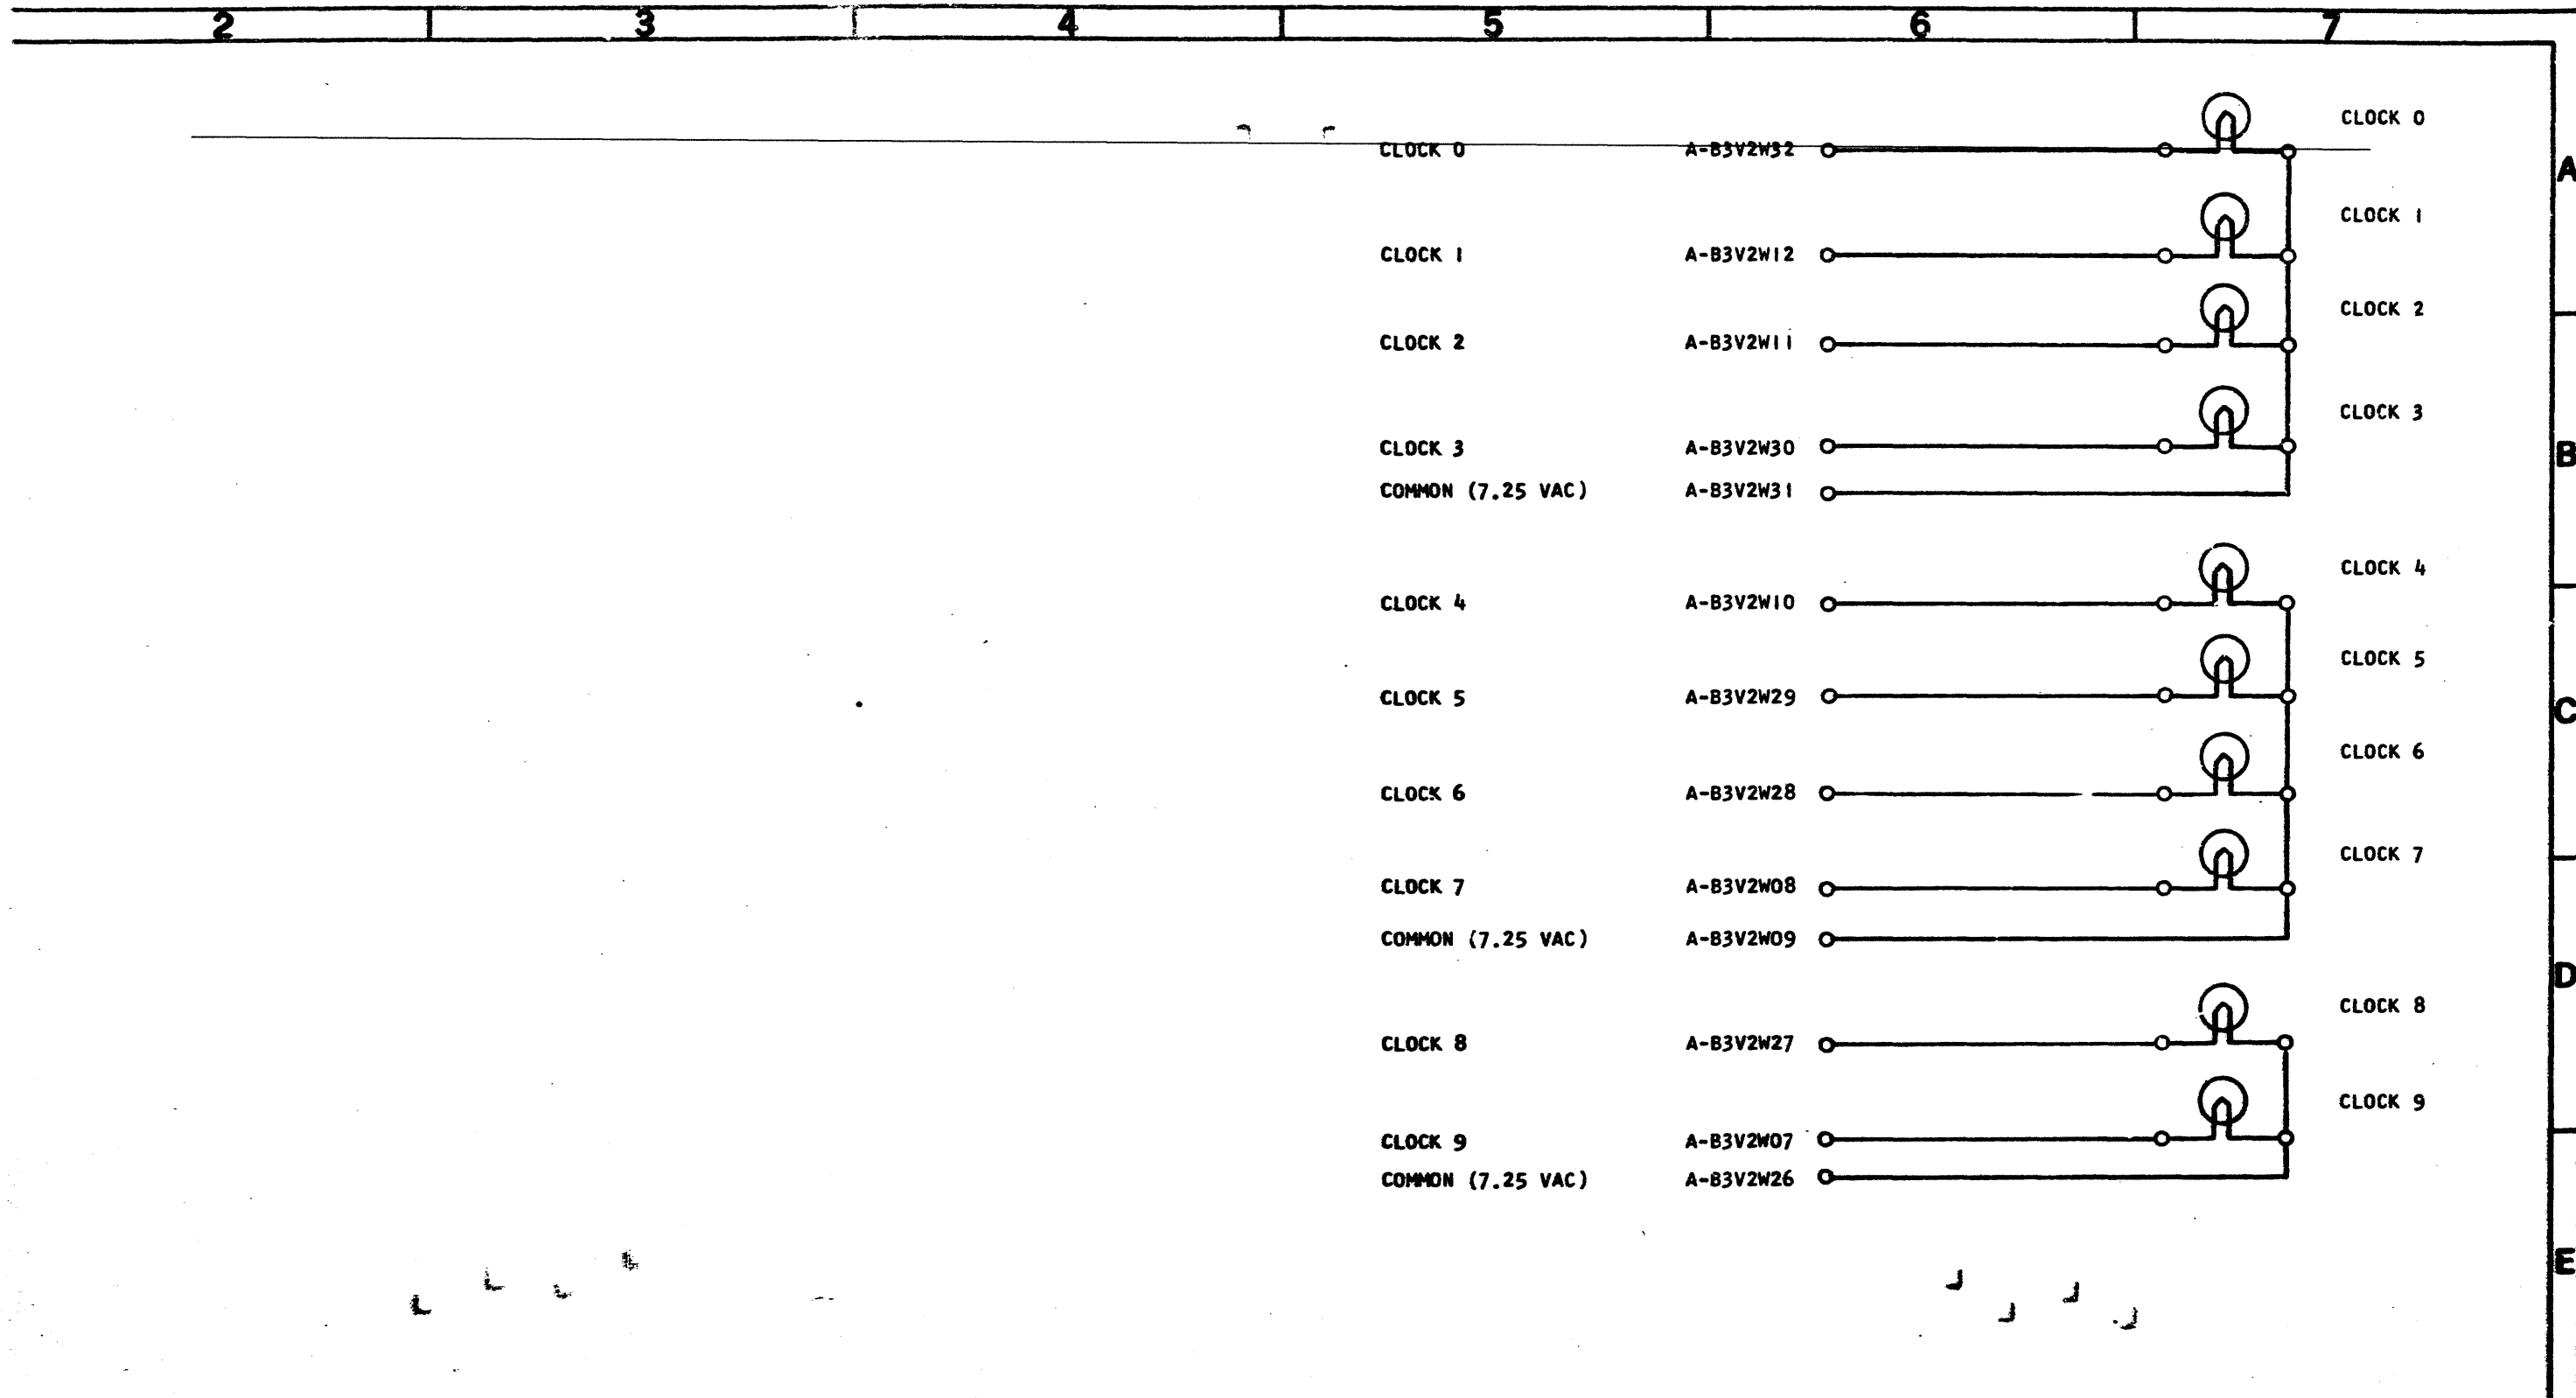 2 3 4 5 6 7
CLOCK 0
CLOCK 0 A-B3V2W32
A
CLOCK 1
CLOCK 1 A-B3V2W12
CLOCK 2
CLOCK 2 A-B3V2W11
CLOCK 3
CLOCK 3 A-B3V2W30
B
COMMON (7.25 VAC) A-B3V2W31
CLOCK 4
CLOCK 4 A-B3V2W10
CLOCK 5
CLOCK 5 A-B3V2W29
C
CLOCK 6
CLOCK 6 A-B3V2W28
CLOCK 7
CLOCK 7 A-B3V2W08
COMMON (7.25 VAC) A-B3V2W09
D
CLOCK 8
CLOCK 8 A-B3V2W27
CLOCK 9
CLOCK 9 A-B3V2W07
COMMON (7.25 VAC) A-B3V2W26
E